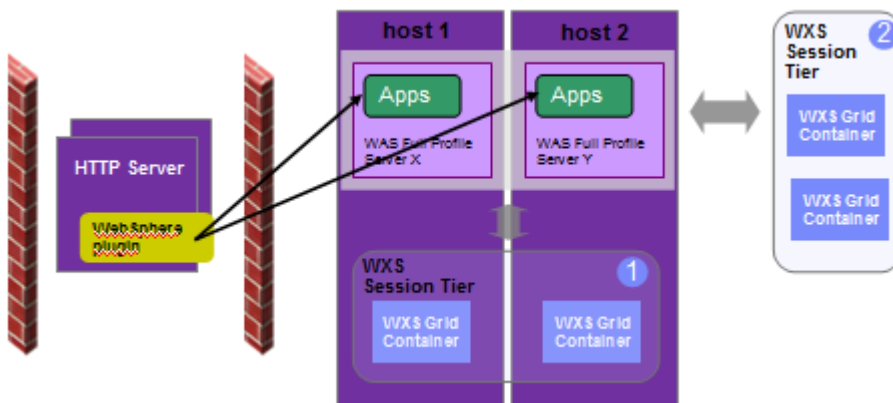 host 1
host 2
WXS
Session
Tier
2
Apps
Apps
WAS Full Profile
Server X
WAS Full Profile
Server Y
WXS Grid
Container
WXS Grid
Container
HTTP Server
WebSphere
plugin
WXS
Session Tier
1
WXS Grid
Container
WXS Grid
Container